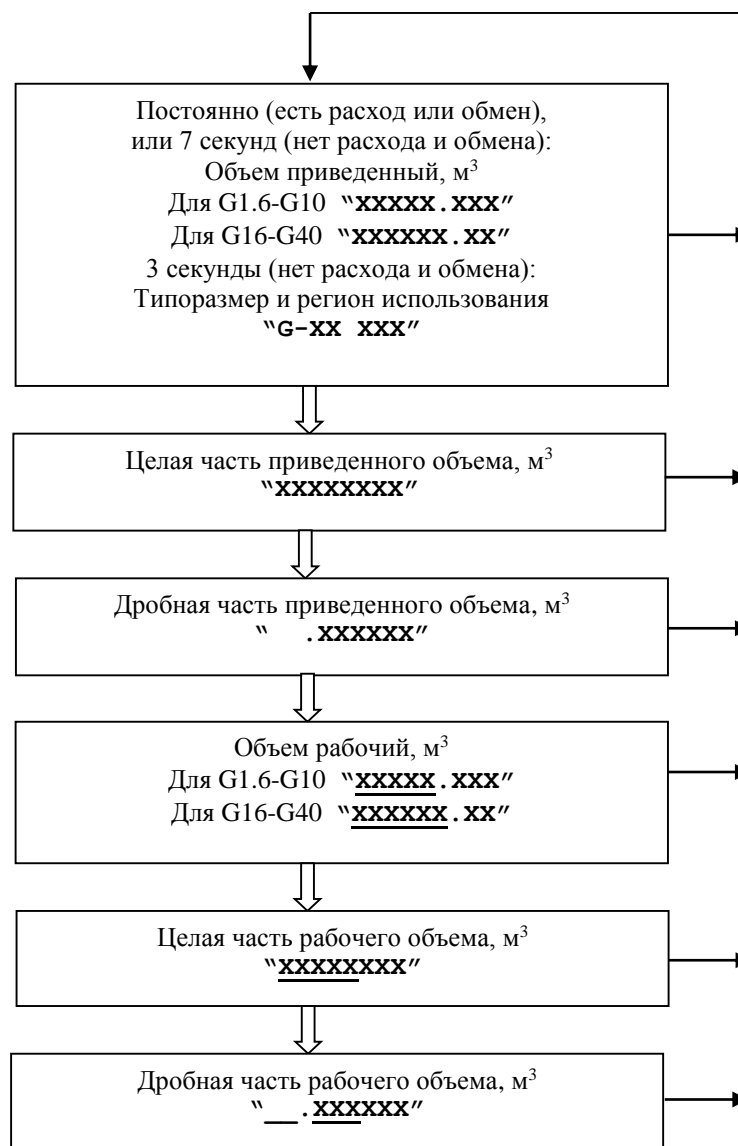 Постоянно (есть расход или обмен),
или 7 секунд (нет расхода и обмена):
Объем приведенный, м³
Для G1.6-G10 “XXXXX.XXX”
Для G16-G40 “XXXXXX.XX”
3 секунды (нет расхода и обмена):
Типоразмер и регион использования
“G-XX XXX”
Целая часть приведенного объема, м³
“XXXXXXXX”
Дробная часть приведенного объема, м³
“  .XXXXXX”
Объем рабочий, м³
Для G1.6-G10 “XXXXX.XXX”
Для G16-G40 “XXXXXX.XX”
Целая часть рабочего объема, м³
“XXXXXXXX”
Дробная часть рабочего объема, м³
“__.XXXXXX”